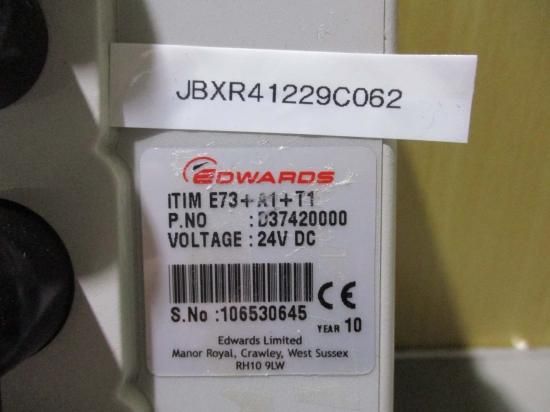 JBXR41229C062
EDWARDS
ITIM E73+A1+T1
P.NO :D37420000
VOLTAGE : 24V DC
S.No :106530645
CE
YEAR 10
Edwards Limited
Manor Royal, Crawley, West Sussex
RH10 9LW